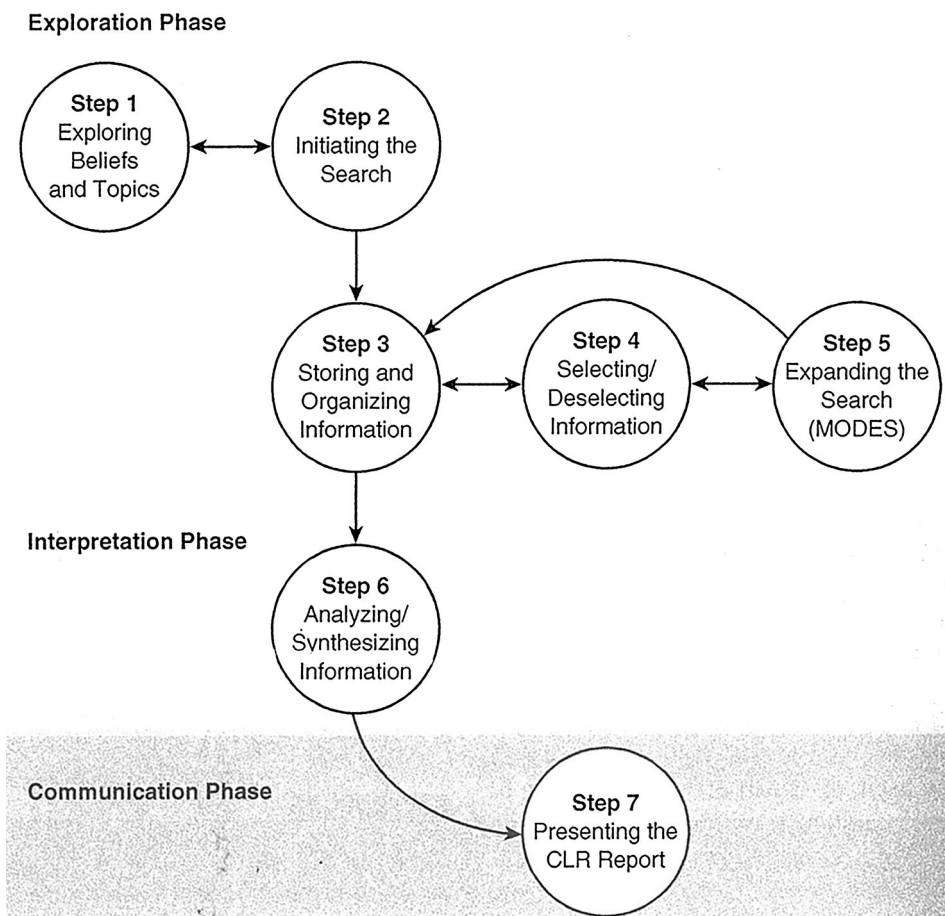 Exploration Phase
Step 1
Exploring
Beliefs
and Topics
Step 2
Initiating the
Search
Step 3
Storing and
Organizing
Information
Step 4
Selecting/
Deselecting
Information
Step 5
Expanding the
Search
(MODES)
Interpretation Phase
Step 6
Analyzing/
Synthesizing
Information
Communication Phase
Step 7
Presenting the
CLR Report